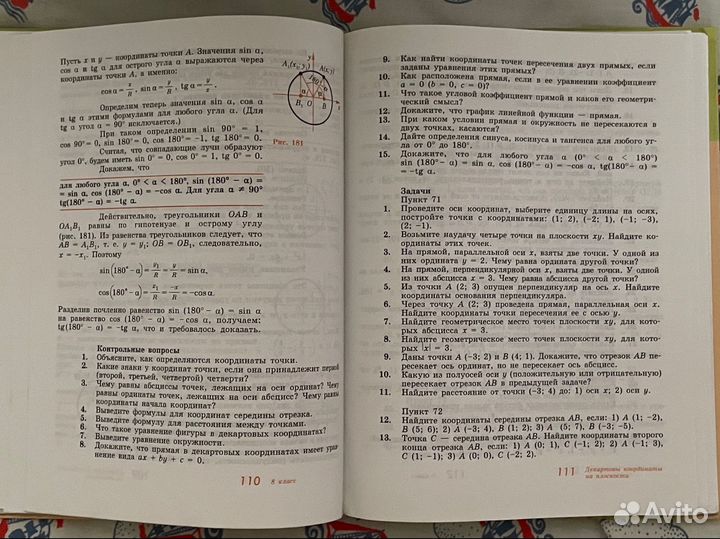 Пусть x и y — координаты точки A. Значения sin α,
cos α и tg α для острого угла α выражаются через
координаты точки A, а именно:
cos α = x/R, sin α = y/R, tg α = y/x.
Определим теперь значения sin α, cos α
и tg α этими формулами для любого угла α. (Для
tg α угол α = 90° исключается.)
При таком определении sin 90° = 1,
cos 90° = 0, sin 180° = 0, cos 180° = −1, tg 180° = 0.
Считая, что совпадающие лучи образуют
угол 0°, будем иметь sin 0° = 0, cos 0° = 1, tg 0° = 0.
Докажем, что
для любого угла α, 0° < α < 180°, sin (180° − α) =
= sin α, cos (180° − α) = −cos α. Для угла α ≠ 90°
tg(180° − α) = −tg α.
Действительно, треугольники OAB и
OA₁B₁ равны по гипотенузе и острому углу
(рис. 181). Из равенства треугольников следует, что
AB = A₁B₁, т. е. y = y₁; OB = OB₁, следовательно,
x = −x₁. Поэтому
sin(180° − α) = y₁/R = y/R = sin α,
cos(180° − α) = x₁/R = −x/R = −cos α.
Разделив почленно равенство sin (180° − α) = sin α
на равенство cos (180° − α) = −cos α, получаем:
tg(180° − α) = −tg α, что и требовалось доказать.
y
A₁(x₁; y₁)
A(x; y)
180°−α
α
B₁ O B x
Рис. 181
Контрольные вопросы
1. Объясните, как определяются координаты точки.
2. Какие знаки у координат точки, если она принадлежит первой
(второй, третьей, четвертой) четверти?
3. Чему равны абсциссы точек, лежащих на оси ординат? Чему
равны ординаты точек, лежащих на оси абсцисс? Чему равны
координаты начала координат?
4. Выведите формулы для координат середины отрезка.
5. Выведите формулу для расстояния между точками.
6. Что такое уравнение фигуры в декартовых координатах?
7. Выведите уравнение окружности.
8. Докажите, что прямая в декартовых координатах имеет урав-
нение вида ax + by + c = 0.
110 8 класс
9. Как найти координаты точек пересечения двух прямых, если
заданы уравнения этих прямых?
10. Как расположена прямая, если в ее уравнении коэффициент
a = 0 (b = 0, c = 0)?
11. Что такое угловой коэффициент прямой и каков его геометри-
ческий смысл?
12. Докажите, что график линейной функции — прямая.
13. При каком условии прямая и окружность не пересекаются в
двух точках, касаются?
14. Дайте определения синуса, косинуса и тангенса для любого уг-
ла от 0° до 180°.
15. Докажите, что для любого угла α (0° < α < 180°)
sin (180° − α) = sin α, cos (180° − α) = −cos α, tg(180° − α) =
= −tg α.
Задачи
Пункт 71
1. Проведите оси координат, выберите единицу длины на осях,
постройте точки с координатами: (1; 2), (−2; 1), (−1; −3),
(2; −1).
2. Возьмите наудачу четыре точки на плоскости xy. Найдите ко-
ординаты этих точек.
3. На прямой, параллельной оси x, взяты две точки. У одной из
них ордината y = 2. Чему равна ордината другой точки?
4. На прямой, перпендикулярной оси x, взяты две точки. У одной
из них абсцисса x = 3. Чему равна абсцисса другой точки?
5. Из точки A (2; 3) опущен перпендикуляр на ось x. Найдите
координаты основания перпендикуляра.
6. Через точку A (2; 3) проведена прямая, параллельная оси x.
Найдите координаты точки пересечения ее с осью y.
7. Найдите геометрическое место точек плоскости xy, для кото-
рых абсцисса x = 3.
8. Найдите геометрическое место точек плоскости xy, для кото-
рых |x| = 3.
9. Даны точки A (−3; 2) и B (4; 1). Докажите, что отрезок AB пе-
ресекает ось ординат, но не пересекает ось абсцисс.
10. Какую из полуосей оси y (положительную или отрицательную)
пересекает отрезок AB в предыдущей задаче?
11. Найдите расстояние от точки (−3; 4) до: 1) оси x; 2) оси y.
Пункт 72
12. Найдите координаты середины отрезка AB, если: 1) A (1; −2),
B (5; 6); 2) A (−3; 4), B (1; 2); 3) A (5; 7), B (−3; −5).
13. Точка C — середина отрезка AB. Найдите координаты второго
конца отрезка AB, если: 1) A (0; 1), C (−1; 2); 2) A (−1; 3),
C (1; −1); 3) A (0; 0), C (−2; 2).
111 Декартовы координаты
на плоскости
Avito